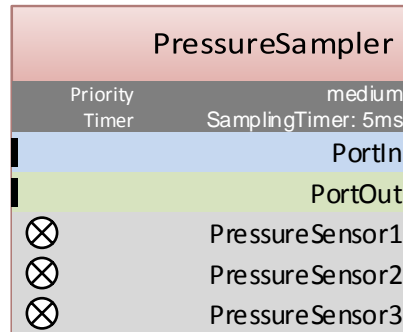 PressureSampler
Priority medium
Timer SamplingTimer: 5ms
PortIn
PortOut
PressureSensor1
PressureSensor2
PressureSensor3